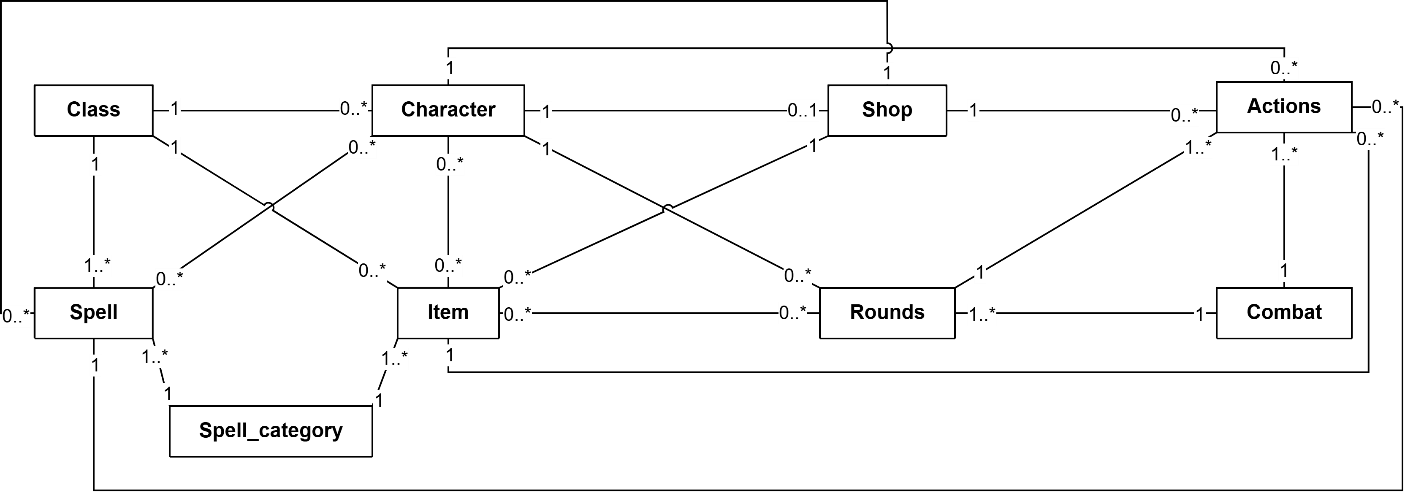 1 1 0..*
Class 1 0..* Character 1 0..1 Shop 1 0..* Actions 0..*
1 1 0..* 0..* 1 1 1..* 1..* 0..*
1..* 0..* 0..* 0..* 0..* 0..* 1 1
0..* Spell Item 0..* 0..* Rounds 1..* 1 Combat
1 1..* 1..* 1
1 1
Spell_category